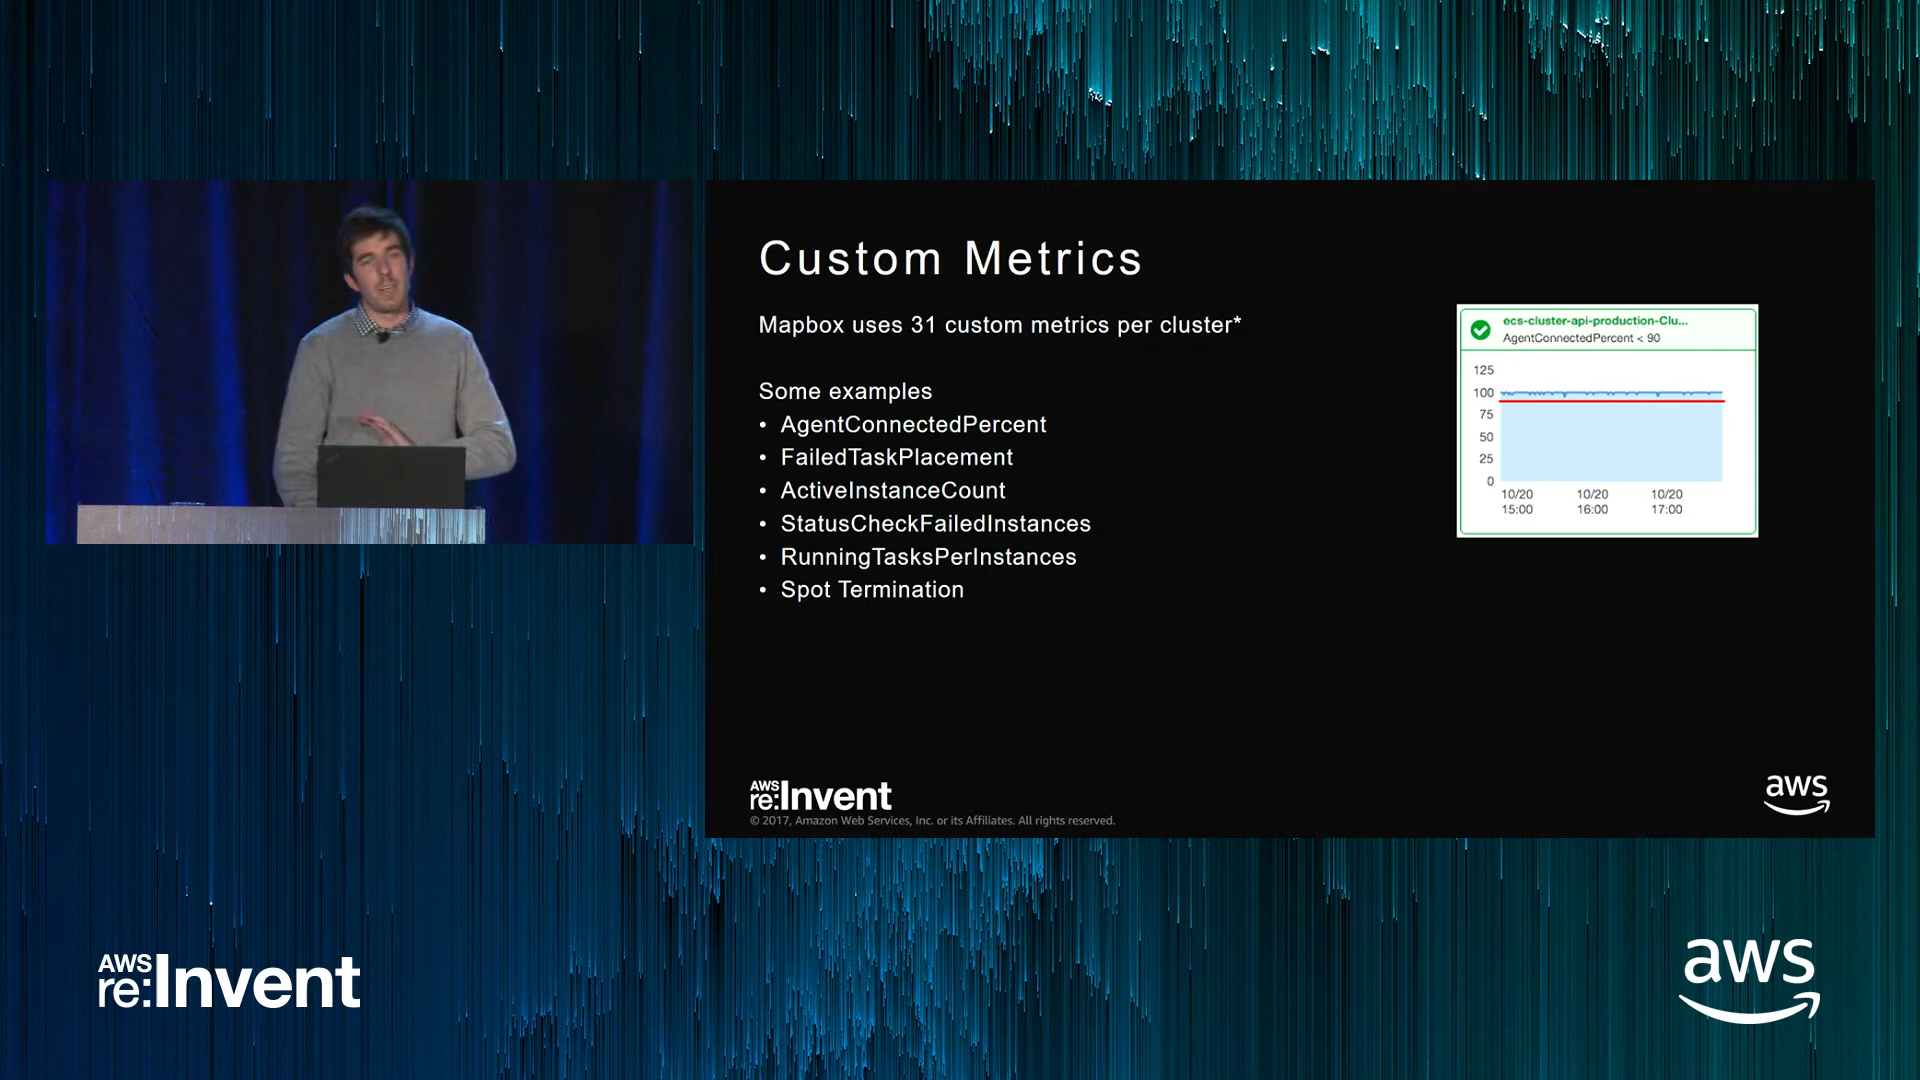 Custom Metrics
Mapbox uses 31 custom metrics per cluster*
Some examples
• AgentConnectedPercent
• FailedTaskPlacement
• ActiveInstanceCount
• StatusCheckFailedInstances
• RunningTasksPerInstances
• Spot Termination
ecs-cluster-api-production-Clu...
AgentConnectedPercent < 90
125
100
75
50
25
0
10/20 10/20 10/20
15:00 16:00 17:00
AWS
re:Invent
© 2017, Amazon Web Services, Inc. or its Affiliates. All rights reserved.
aws
AWS
re:Invent
aws